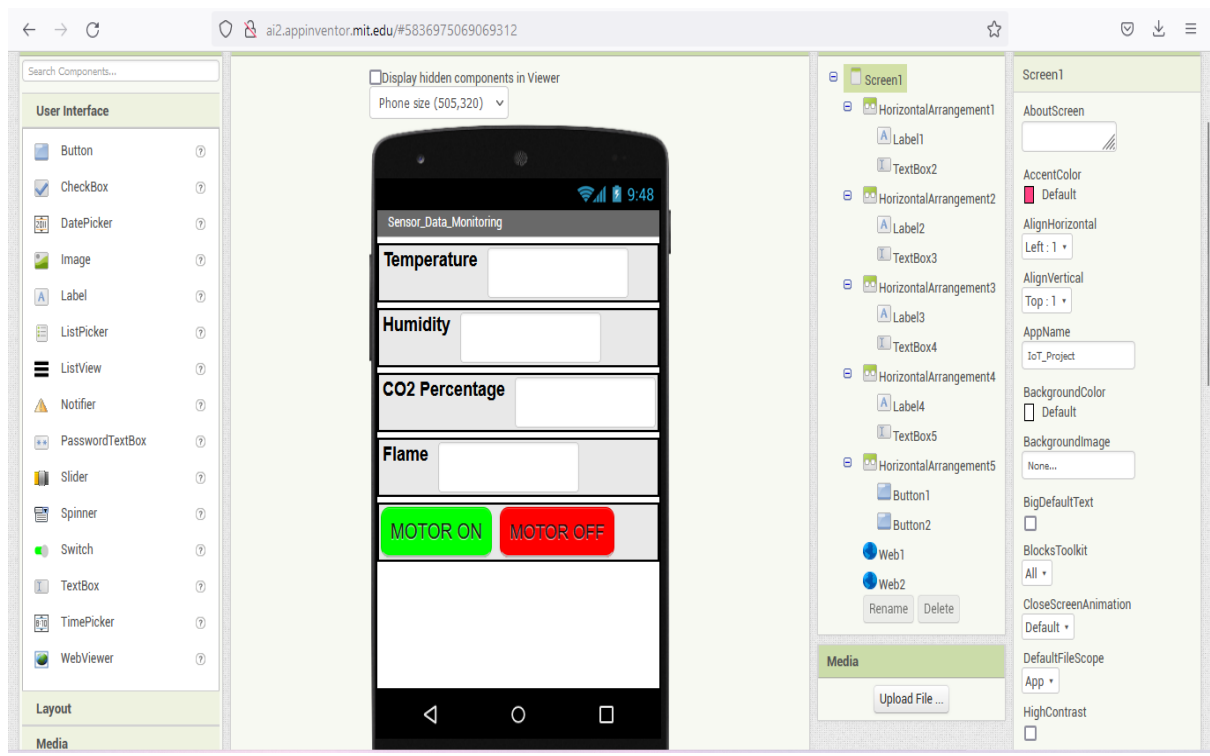 ai2.appinventor.mit.edu/#5836975069069312
Search Components...
User Interface
Button
CheckBox
DatePicker
Image
Label
ListPicker
ListView
Notifier
PasswordTextBox
Slider
Spinner
Switch
TextBox
TimePicker
WebViewer
Layout
Media
Display hidden components in Viewer
Phone size (505,320)
9:48
Sensor_Data_Monitoring
Temperature
Humidity
CO2 Percentage
Flame
MOTOR ON MOTOR OFF
Screen1
HorizontalArrangement1
Label1
TextBox2
HorizontalArrangement2
Label2
TextBox3
HorizontalArrangement3
Label3
TextBox4
HorizontalArrangement4
Label4
TextBox5
HorizontalArrangement5
Button1
Button2
Web1
Web2
Rename Delete
Media
Upload File ...
Screen1
AboutScreen
AccentColor
Default
AlignHorizontal
Left : 1
AlignVertical
Top : 1
AppName
IoT_Project
BackgroundColor
Default
BackgroundImage
None...
BigDefaultText
BlocksToolkit
All
CloseScreenAnimation
Default
DefaultFileScope
App
HighContrast